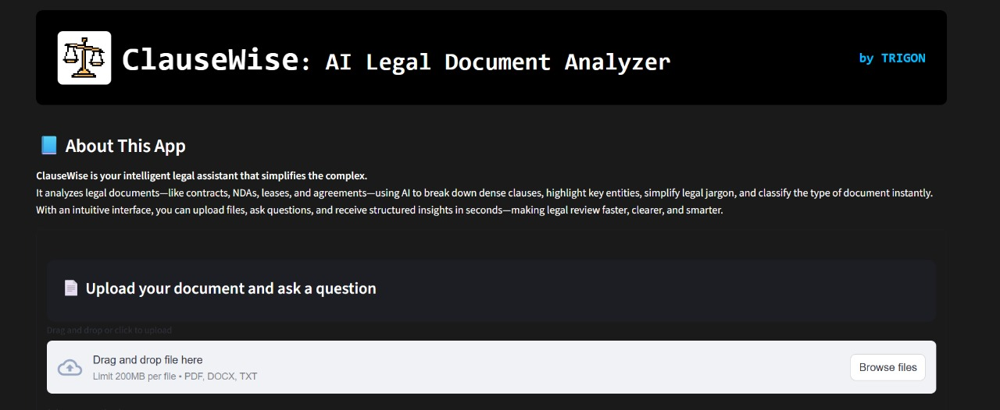 ClauseWise: AI Legal Document Analyzer
by TRIGON
About This App
ClauseWise is your intelligent legal assistant that simplifies the complex.
It analyzes legal documents—like contracts, NDAs, leases, and agreements—using AI to break down dense clauses, highlight key entities, simplify legal jargon, and classify the type of document instantly.
With an intuitive interface, you can upload files, ask questions, and receive structured insights in seconds—making legal review faster, clearer, and smarter.
Upload your document and ask a question
Drag and drop or click to upload
Drag and drop file here
Limit 200MB per file • PDF, DOCX, TXT
Browse files